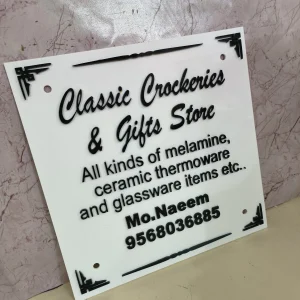 Classic Crockeries
& Gifts Store
All kinds of melamine,
ceramic thermoware
and glassware items etc..
Mo.Naeem
9568036885